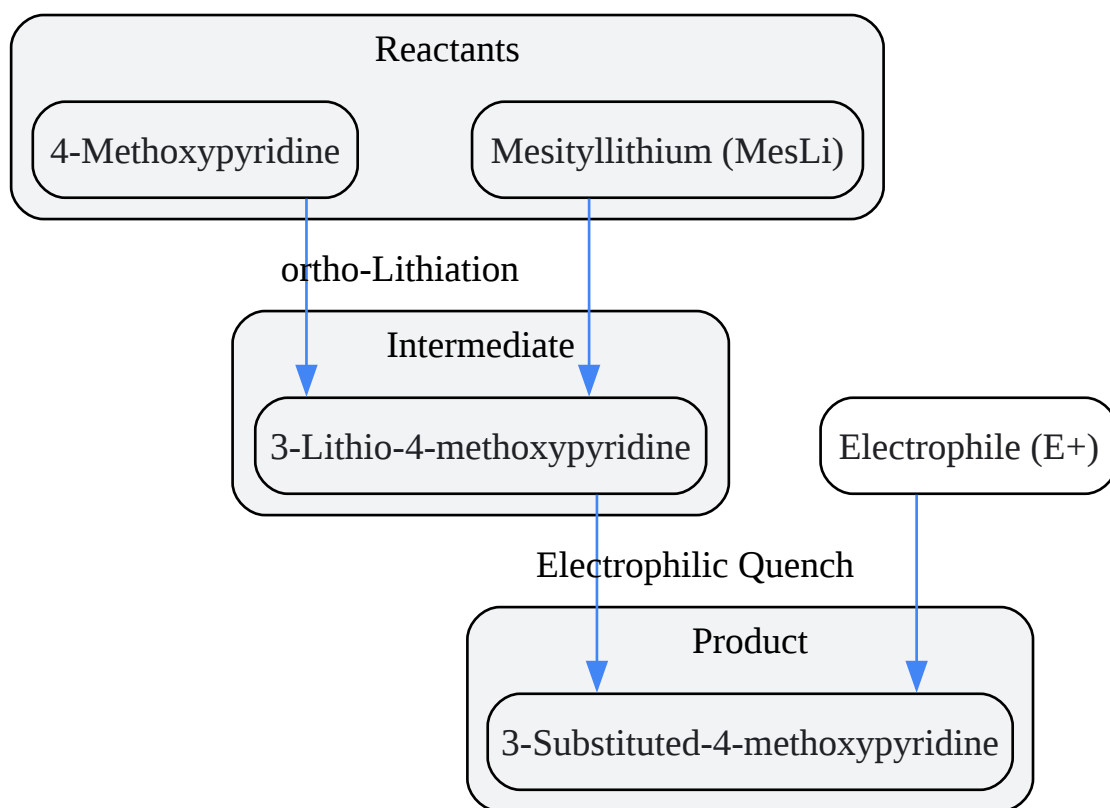 Reactants
4-Methoxypyridine
Mesityllithium (MesLi)
ortho-Lithiation
Intermediate
3-Lithio-4-methoxypyridine
Electrophile (E+)
Electrophilic Quench
Product
3-Substituted-4-methoxypyridine